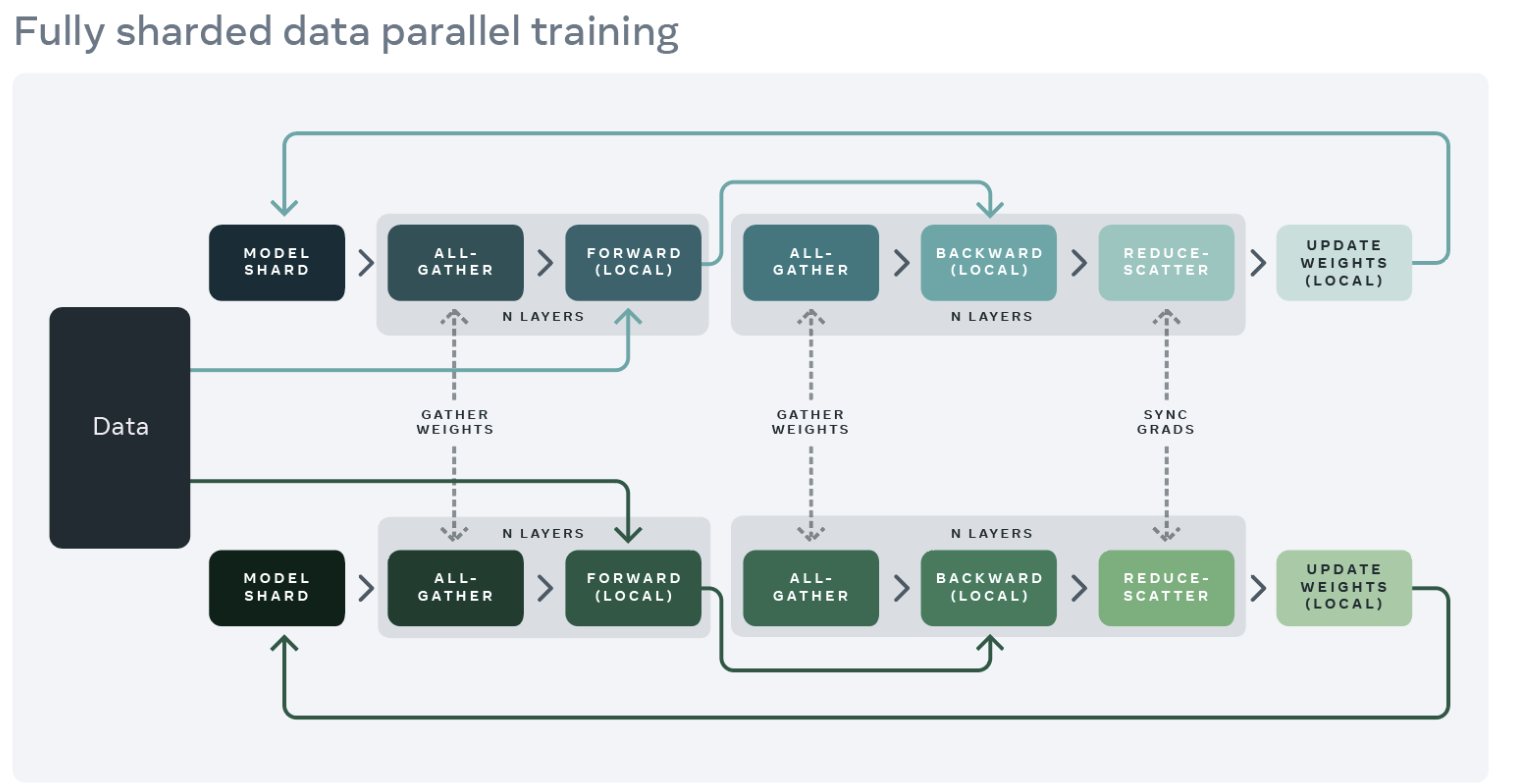 Fully sharded data parallel training
MODEL
SHARD
ALL-
GATHER
FORWARD
(LOCAL)
N LAYERS
ALL-
GATHER
BACKWARD
(LOCAL)
REDUCE-
SCATTER
N LAYERS
UPDATE
WEIGHTS
(LOCAL)
Data
GATHER
WEIGHTS
GATHER
WEIGHTS
SYNC
GRADS
MODEL
SHARD
N LAYERS
ALL-
GATHER
FORWARD
(LOCAL)
N LAYERS
ALL-
GATHER
BACKWARD
(LOCAL)
REDUCE-
SCATTER
UPDATE
WEIGHTS
(LOCAL)